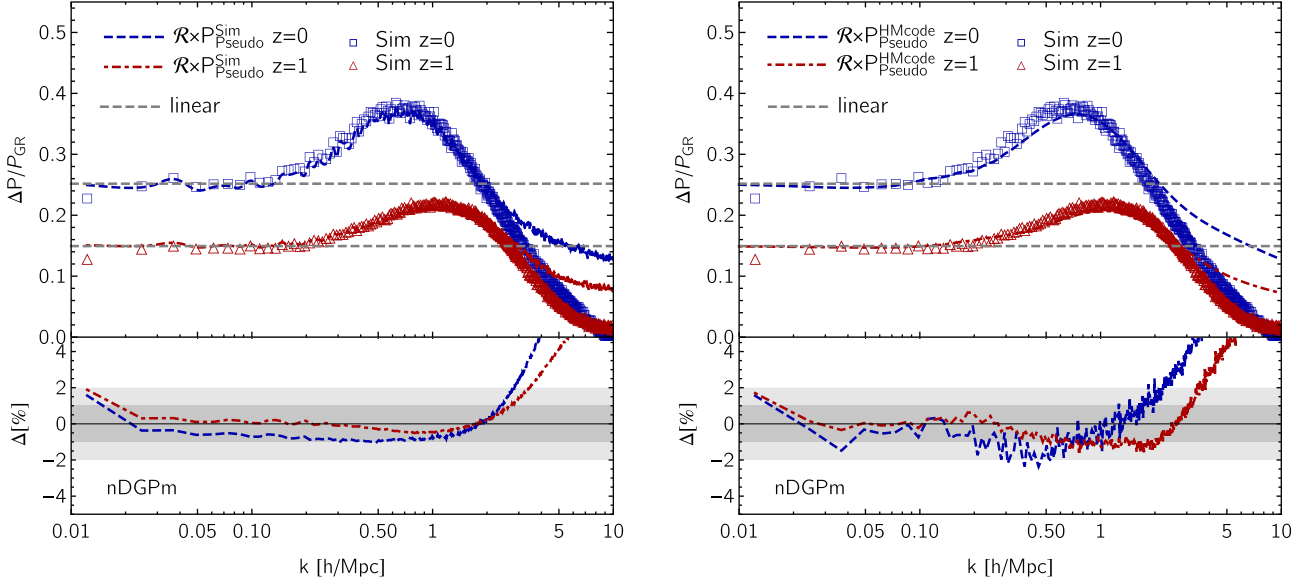 0.5
0.4
0.3
0.2
0.1
0.0
ΔP/P_GR
ℛ×P^Sim_Pseudo z=0
ℛ×P^Sim_Pseudo z=1
linear
Sim z=0
Sim z=1
4
2
0
−2
−4
Δ[%]
nDGPm
0.01 0.05 0.10 0.50 1 5 10
k [h/Mpc]
0.5
0.4
0.3
0.2
0.1
0.0
ΔP/P_GR
ℛ×P^HMcode_Pseudo z=0
ℛ×P^HMcode_Pseudo z=1
linear
Sim z=0
Sim z=1
4
2
0
−2
−4
Δ[%]
nDGPm
0.01 0.05 0.10 0.50 1 5 10
k [h/Mpc]